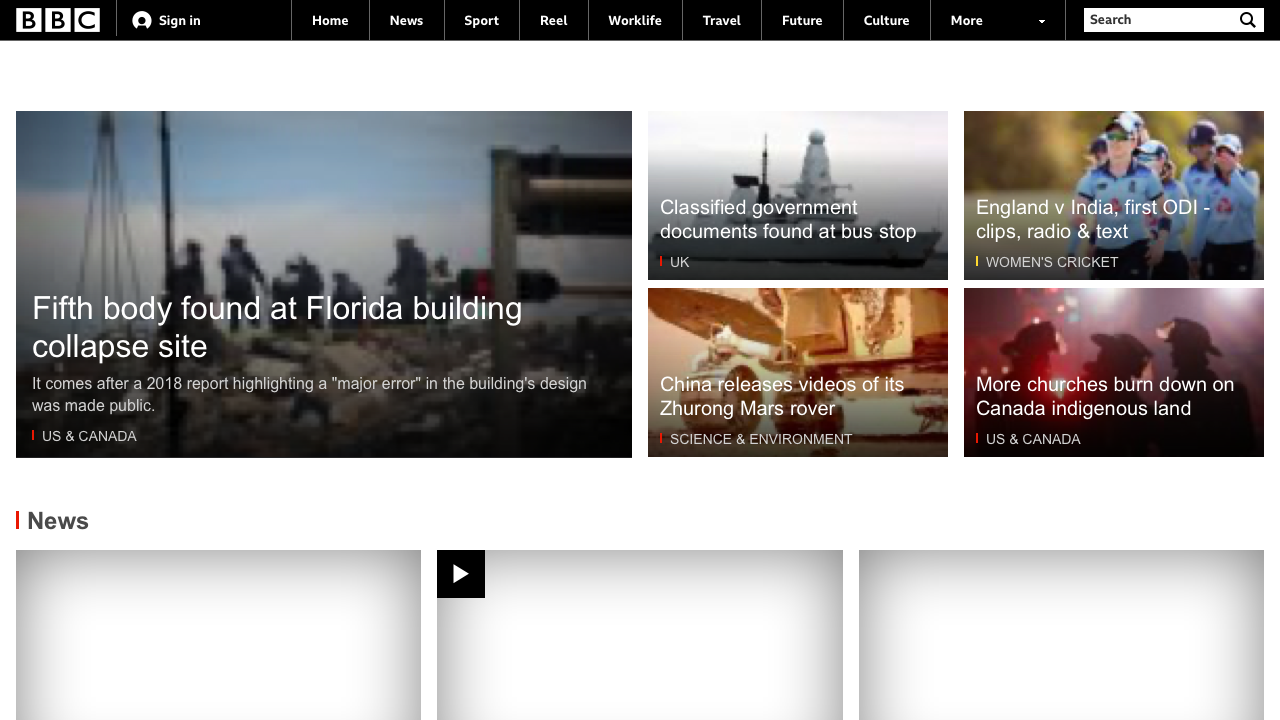 BBC
Sign in
Home
News
Sport
Reel
Worklife
Travel
Future
Culture
More
Search
Fifth body found at Florida building
collapse site
It comes after a 2018 report highlighting a "major error" in the building's design
was made public.
US & CANADA
Classified government
documents found at bus stop
UK
England v India, first ODI -
clips, radio & text
WOMEN'S CRICKET
China releases videos of its
Zhurong Mars rover
SCIENCE & ENVIRONMENT
More churches burn down on
Canada indigenous land
US & CANADA
News